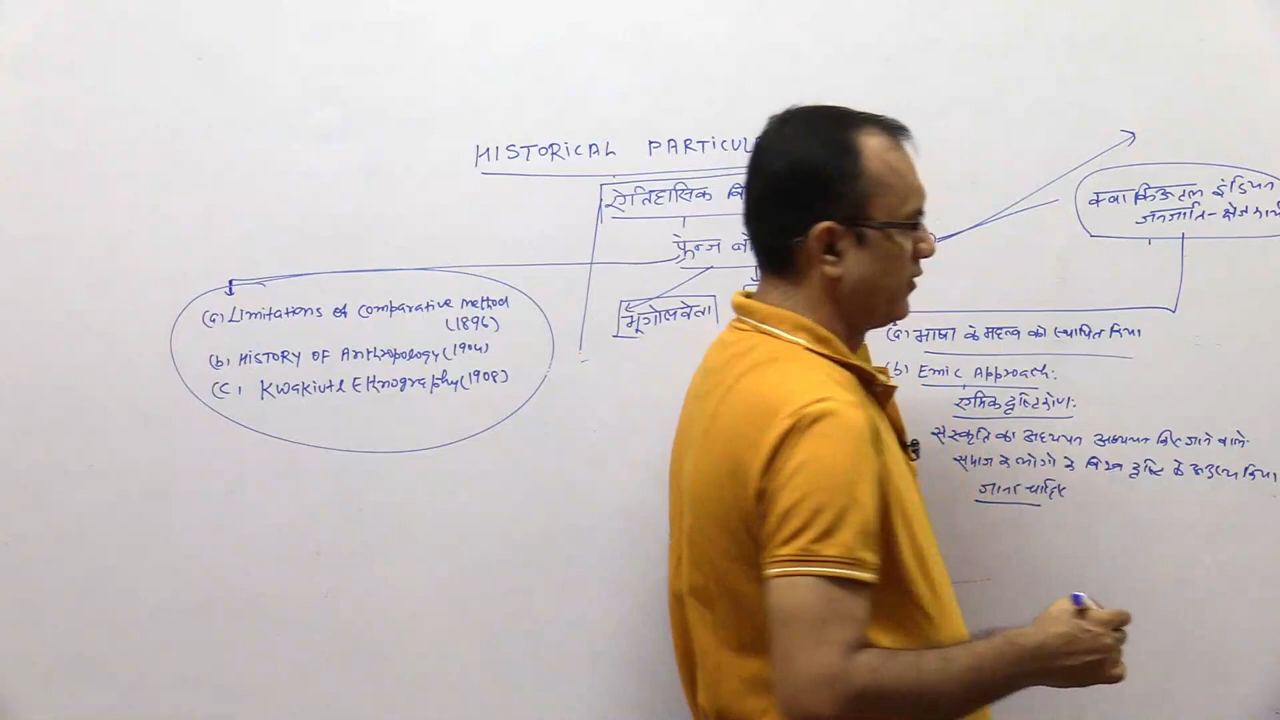 HISTORICAL PARTICUL
ऐतिहासिक वि
फ्रेन्ज बो
भूगोलवेता
(a) Limitations of Comparative Method
(1896)
(b) HISTORY OF Anthropology (1904)
(c) Kwakiutl Ethnography (1908)
क्वाकिउटल इंडियन
जनजाति - क्षेत्र
(a) भाषा के महत्व को स्थापित किया
(b) Emic Approach:
एमिक दृष्टिकोण:
संस्कृति का अध्ययन अध्ययन किए जाने वाले
समाज के लोगो के विश्व दृष्टि के किया
जाना चाहिए